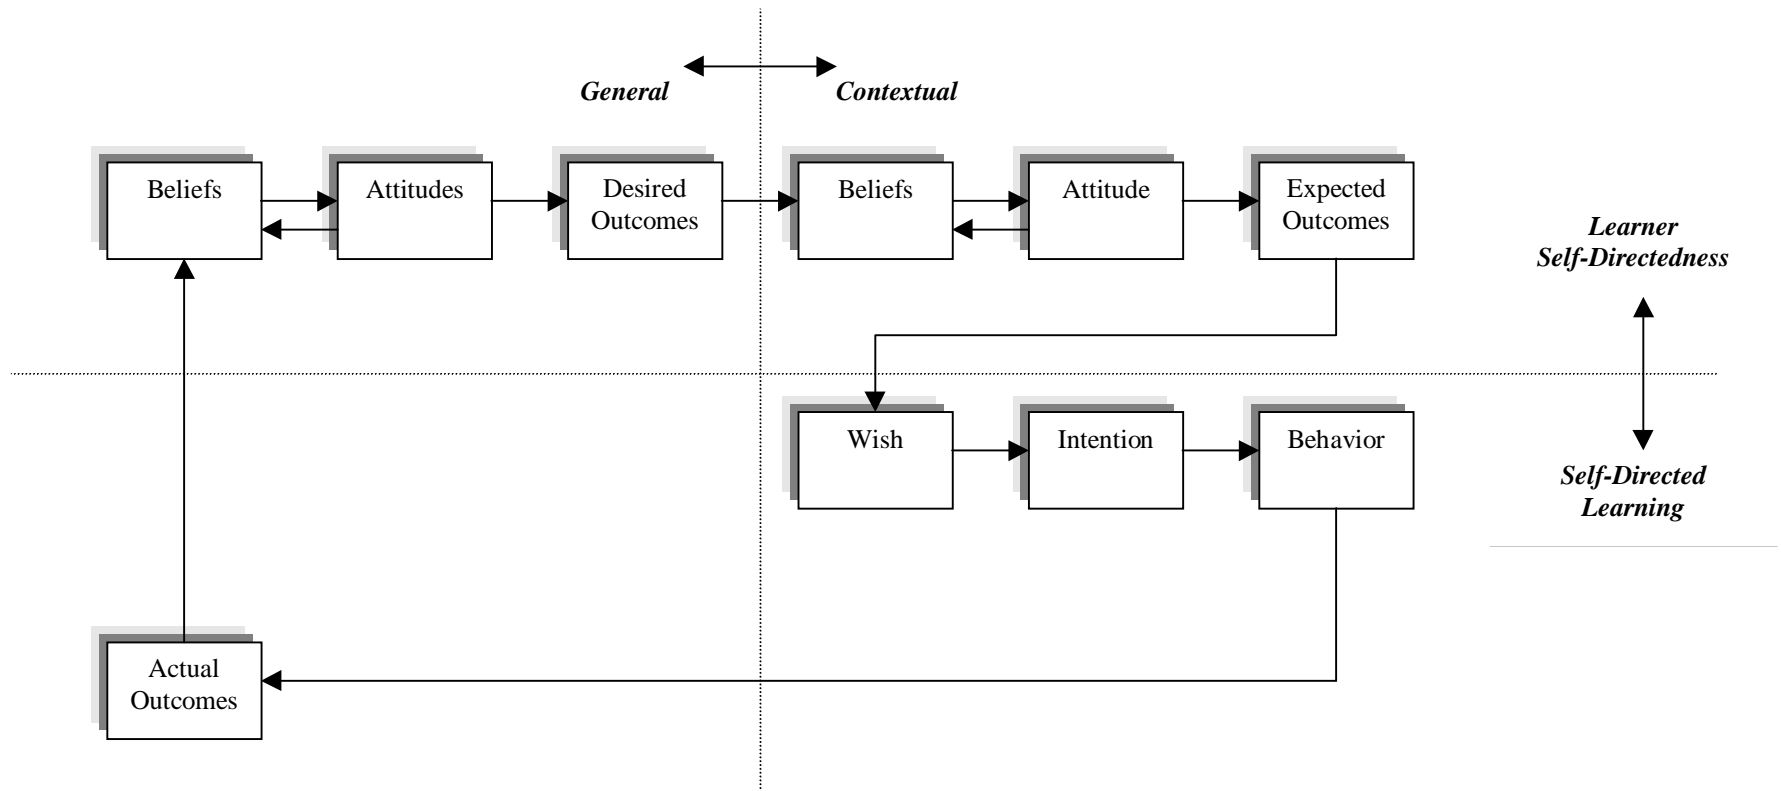 General
Contextual
Beliefs
Attitudes
Desired
Outcomes
Beliefs
Attitude
Expected
Outcomes
Learner
Self-Directedness
Wish
Intention
Behavior
Self-Directed
Learning
Actual
Outcomes